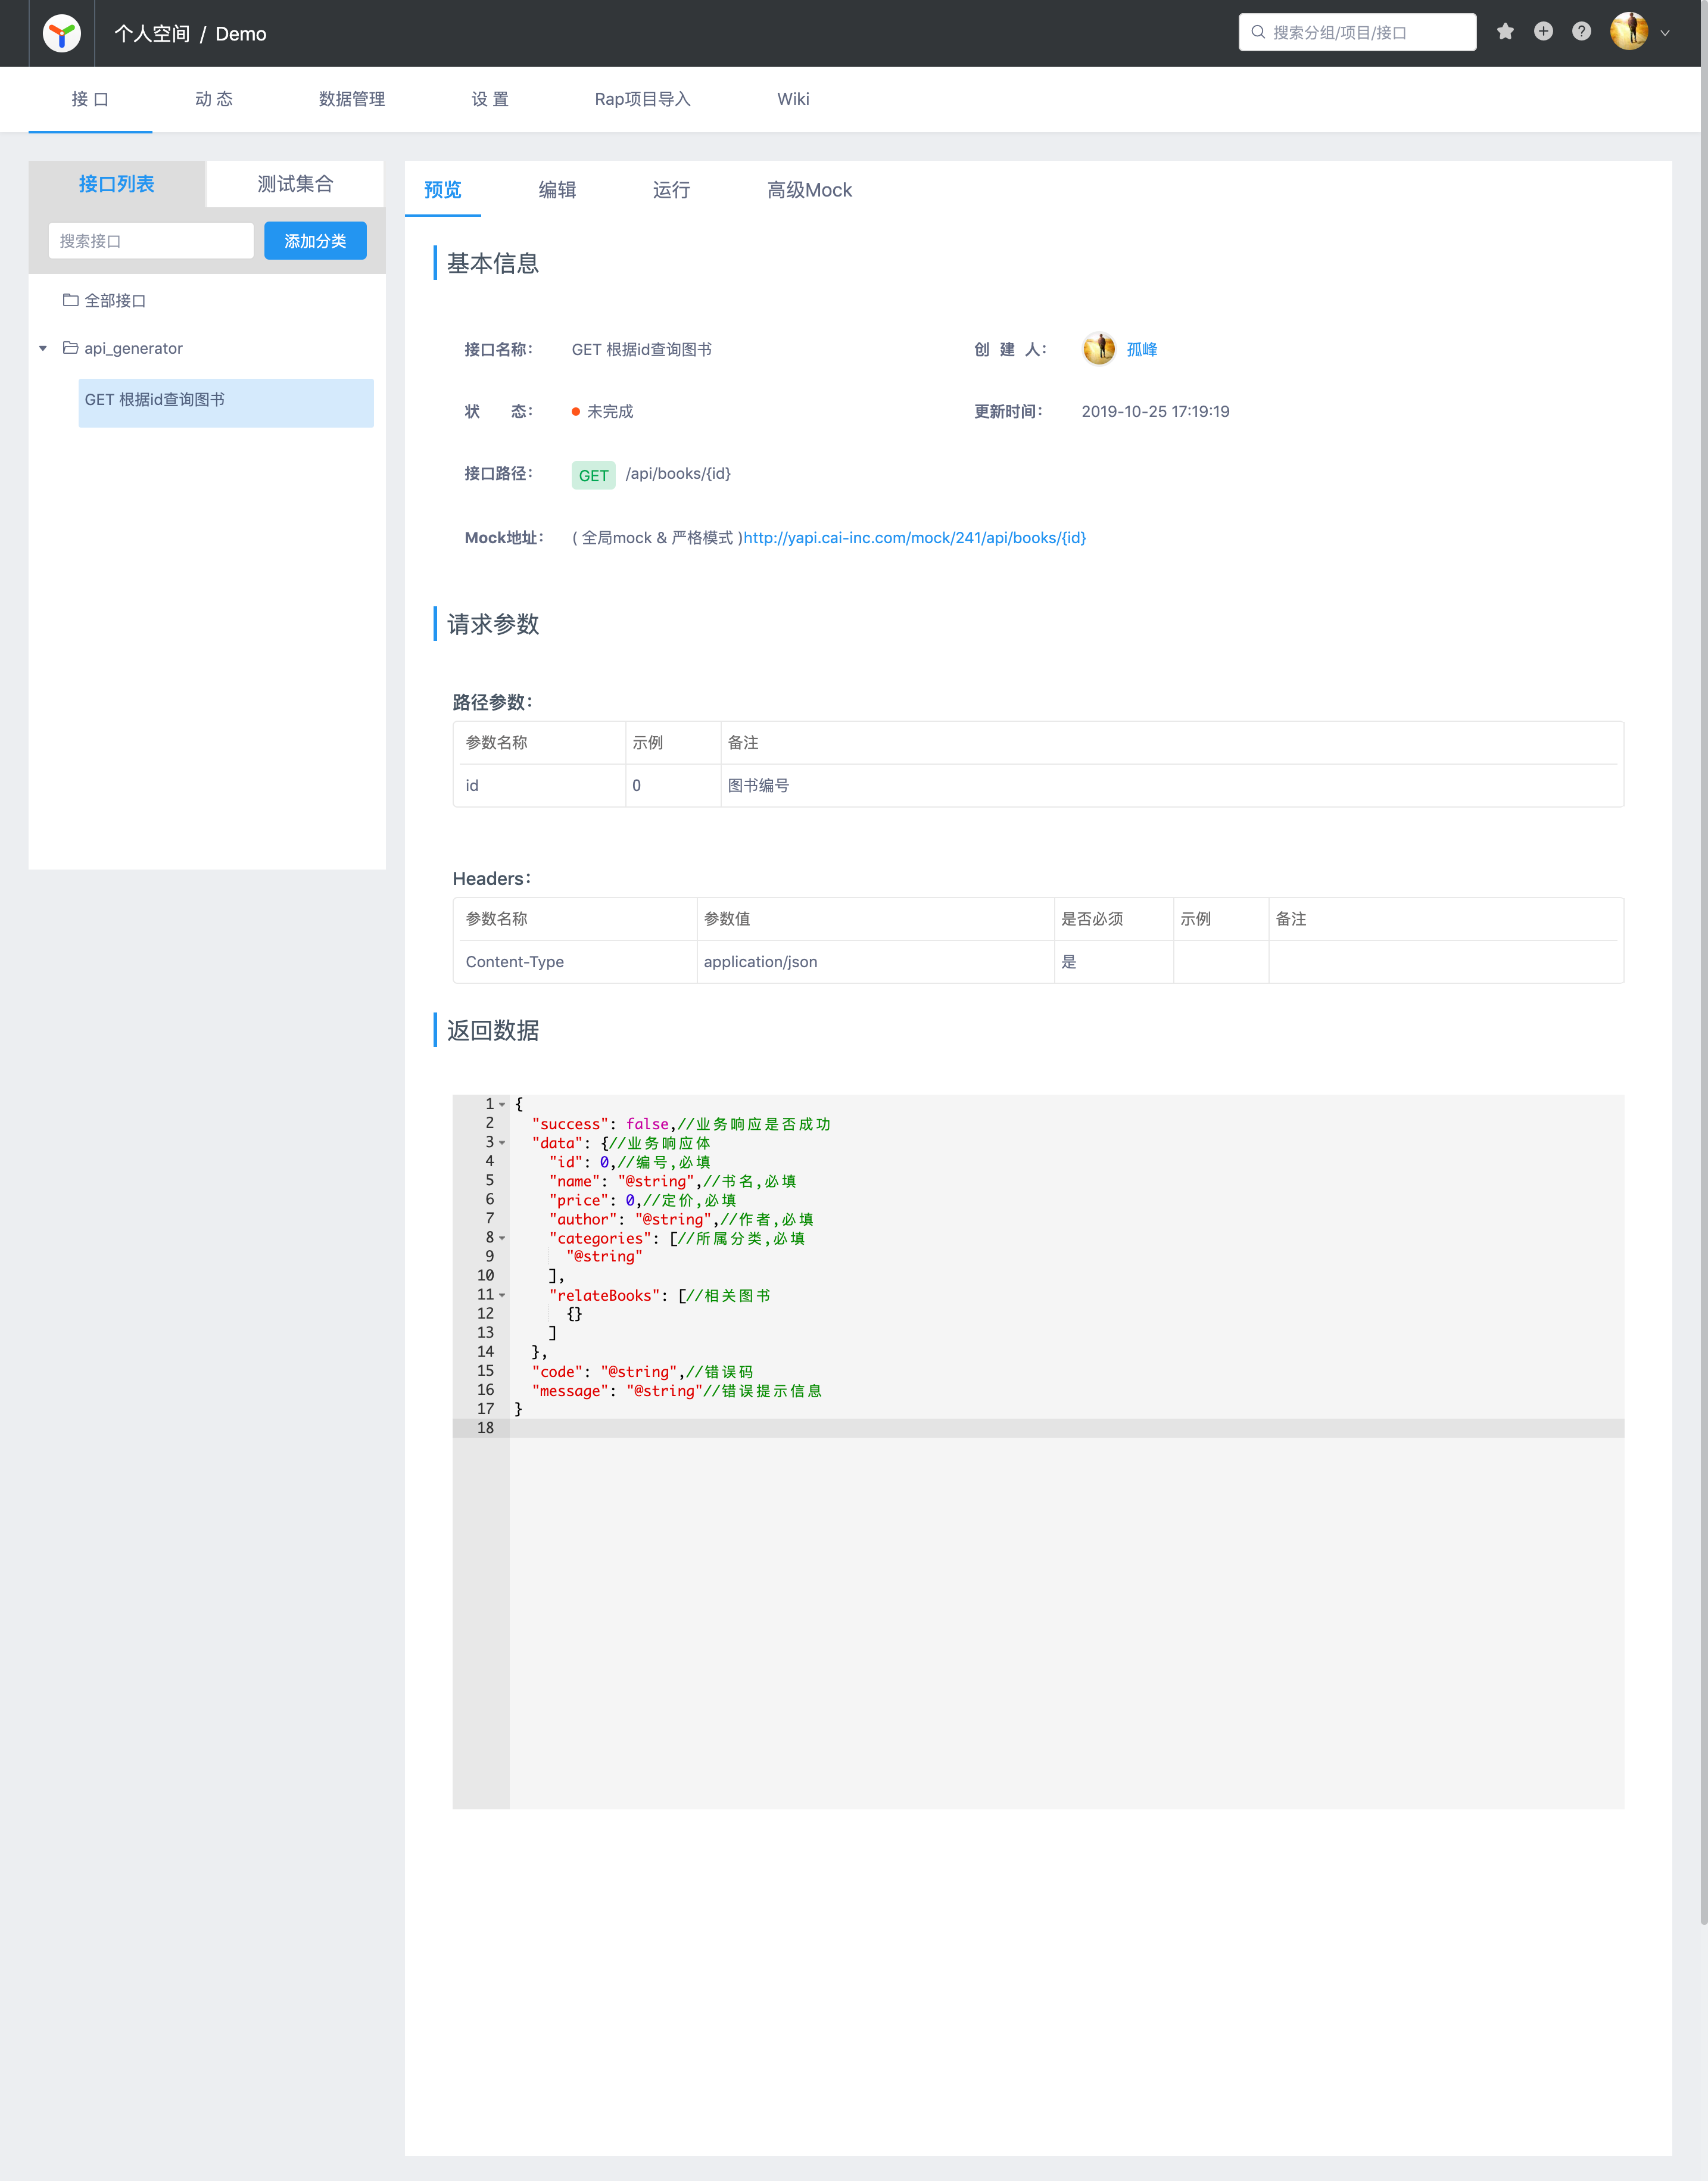 个人空间 / Demo
搜索分组/项目/接口
接 口
动 态
数据管理
设 置
Rap项目导入
Wiki
接口列表
测试集合
搜索接口
添加分类
全部接口
api_generator
GET 根据id查询图书
预览
编辑
运行
高级Mock
基本信息
接口名称： GET 根据id查询图书
创 建 人： 孤峰
状 态： 未完成
更新时间： 2019-10-25 17:19:19
接口路径： GET /api/books/{id}
Mock地址： ( 全局mock & 严格模式 )http://yapi.cai-inc.com/mock/241/api/books/{id}
请求参数
路径参数：
参数名称 示例 备注
id 0 图书编号
Headers：
参数名称 参数值 是否必须 示例 备注
Content-Type application/json 是
返回数据
1 {
2 "success": false,//业务响应是否成功
3 "data": {//业务响应体
4 "id": 0,//编号,必填
5 "name": "@string",//书名,必填
6 "price": 0,//定价,必填
7 "author": "@string",//作者,必填
8 "categories": [//所属分类,必填
9 "@string"
10 ],
11 "relateBooks": [//相关图书
12 {}
13 ]
14 },
15 "code": "@string",//错误码
16 "message": "@string"//错误提示信息
17 }
18